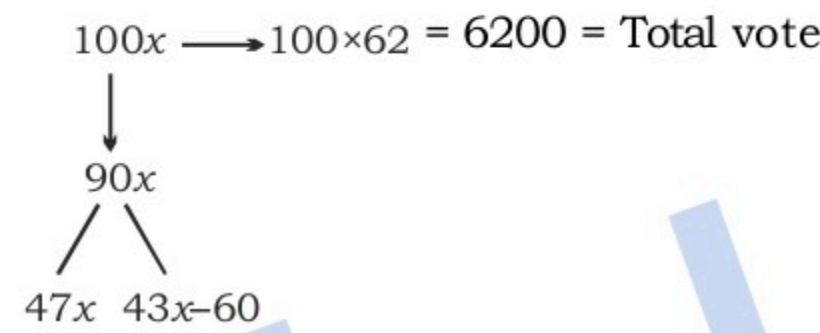 100x → 100×62 = 6200 = Total vote
90x
47x 43x–60